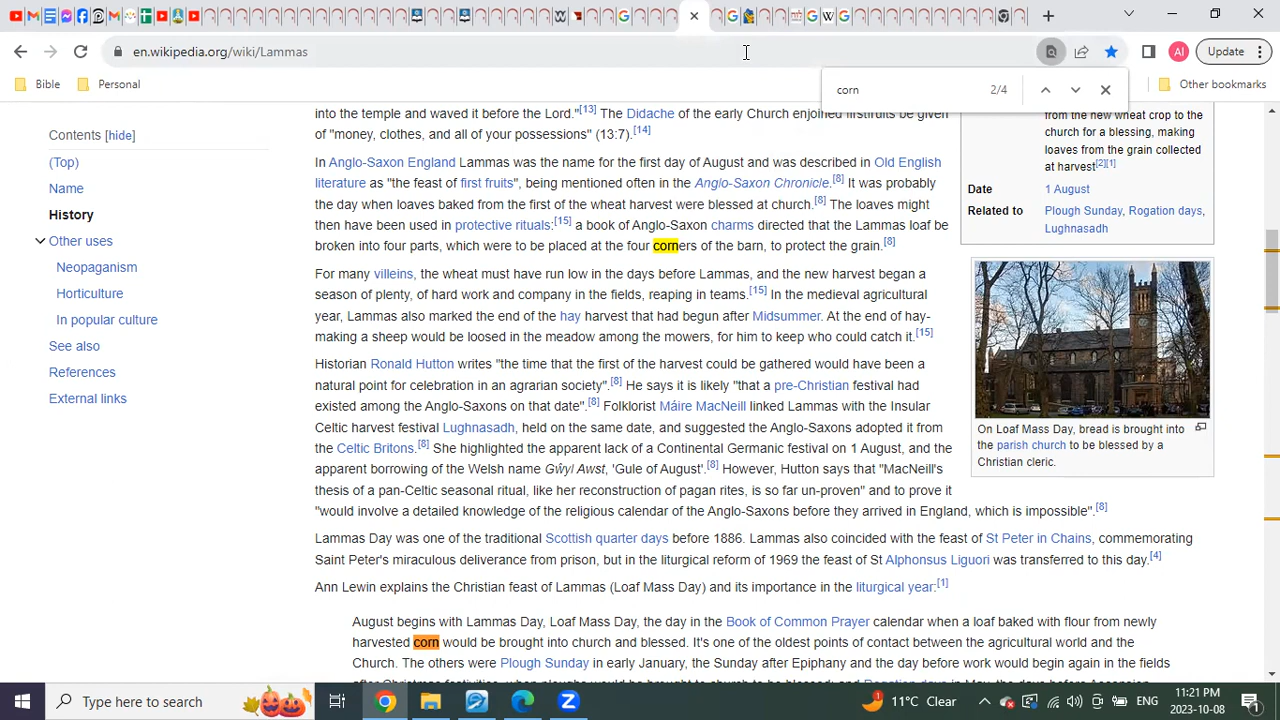 en.wikipedia.org/wiki/Lammas
AI
Update
Bible
Personal
Other bookmarks
corn
2/4
Contents [hide]
(Top)
Name
History
Other uses
Neopaganism
Horticulture
In popular culture
See also
References
External links
into the temple and waved it before the Lord."[13] The Didache of the early Church enjoined firstfruits be given
of "money, clothes, and all of your possessions" (13:7).[14]
In Anglo-Saxon England Lammas was the name for the first day of August and was described in Old English
literature as "the feast of first fruits", being mentioned often in the Anglo-Saxon Chronicle.[8] It was probably
the day when loaves baked from the first of the wheat harvest were blessed at church.[8] The loaves might
then have been used in protective rituals:[15] a book of Anglo-Saxon charms directed that the Lammas loaf be
broken into four parts, which were to be placed at the four corners of the barn, to protect the grain.[8]
For many villeins, the wheat must have run low in the days before Lammas, and the new harvest began a
season of plenty, of hard work and company in the fields, reaping in teams.[15] In the medieval agricultural
year, Lammas also marked the end of the hay harvest that had begun after Midsummer. At the end of hay-
making a sheep would be loosed in the meadow among the mowers, for him to keep who could catch it.[15]
Historian Ronald Hutton writes "the time that the first of the harvest could be gathered would have been a
natural point for celebration in an agrarian society".[8] He says it is likely "that a pre-Christian festival had
existed among the Anglo-Saxons on that date".[8] Folklorist Máire MacNeill linked Lammas with the Insular
Celtic harvest festival Lughnasadh, held on the same date, and suggested the Anglo-Saxons adopted it from
the Celtic Britons.[8] She highlighted the apparent lack of a Continental Germanic festival on 1 August, and the
apparent borrowing of the Welsh name Gŵyl Awst, 'Gule of August'.[8] However, Hutton says that "MacNeill's
thesis of a pan-Celtic seasonal ritual, like her reconstruction of pagan rites, is so far un-proven" and to prove it
"would involve a detailed knowledge of the religious calendar of the Anglo-Saxons before they arrived in England, which is impossible".[8]
Lammas Day was one of the traditional Scottish quarter days before 1886. Lammas also coincided with the feast of St Peter in Chains, commemorating
Saint Peter's miraculous deliverance from prison, but in the liturgical reform of 1969 the feast of St Alphonsus Liguori was transferred to this day.[4]
Ann Lewin explains the Christian feast of Lammas (Loaf Mass Day) and its importance in the liturgical year:[1]
August begins with Lammas Day, Loaf Mass Day, the day in the Book of Common Prayer calendar when a loaf baked with flour from newly
harvested corn would be brought into church and blessed. It's one of the oldest points of contact between the agricultural world and the
Church. The others were Plough Sunday in early January, the Sunday after Epiphany and the day before work would begin again in the fields
from the new wheat crop to the
church for a blessing, making
loaves from the grain collected
at harvest[2][1]
Date 1 August
Related to Plough Sunday, Rogation days,
Lughnasadh
On Loaf Mass Day, bread is brought into
the parish church to be blessed by a
Christian cleric.
Type here to search
11°C Clear
ENG
11:21 PM
2023-10-08
1